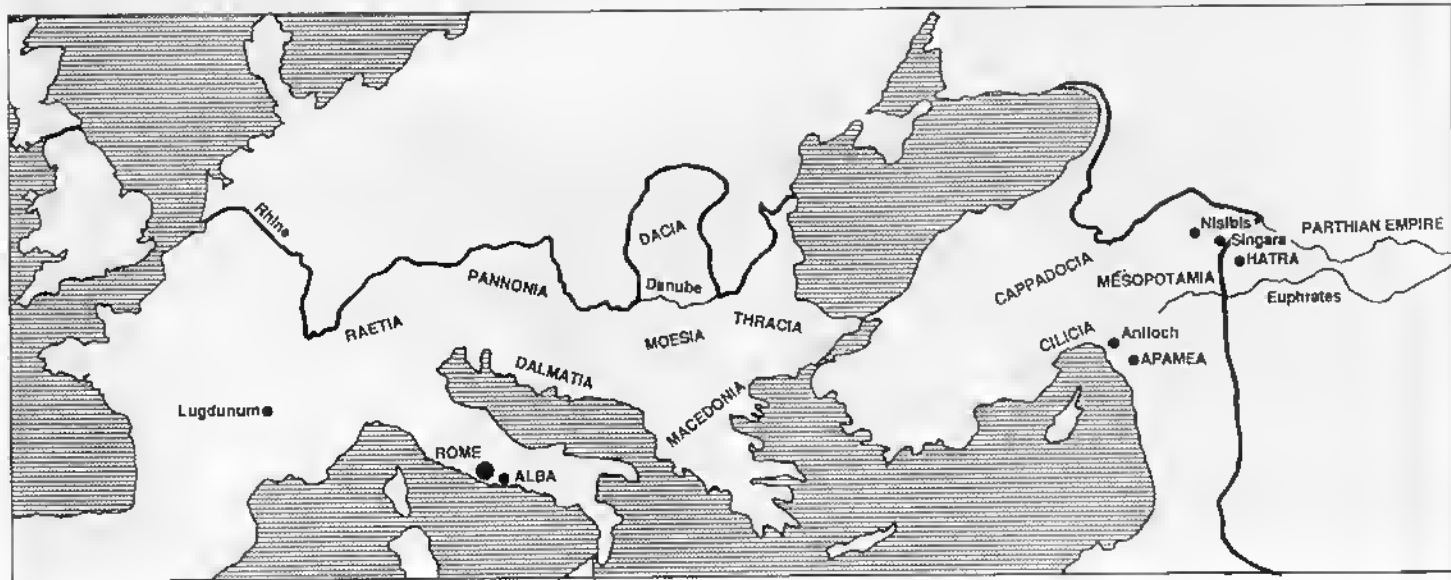 Rhine
DACIA
PANNONIA
Danube
RAETIA
MOESIA
THRACIA
DALMATIA
MACEDONIA
Lugdunum
ROME
ALBA
CAPPADOCIA
MESOPOTAMIA
Nisibis
Singara
HATRA
PARTHIAN EMPIRE
Euphrates
CILICIA
Antioch
APAMEA